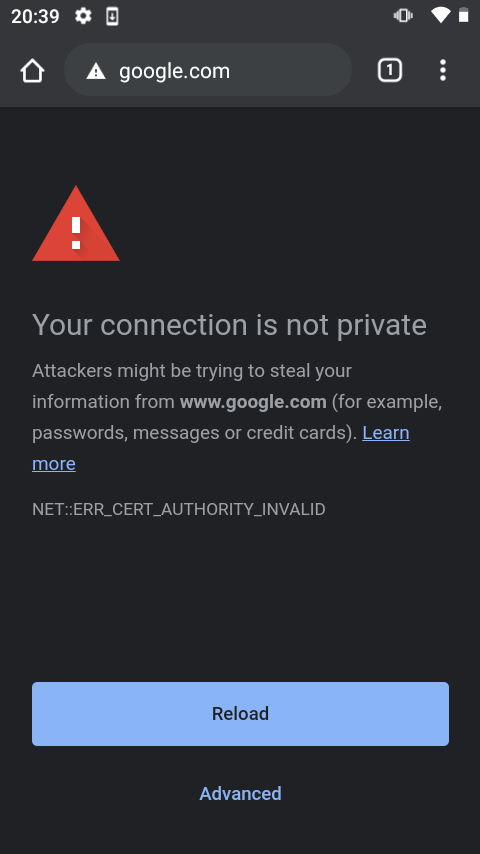 20:39
google.com
1
Your connection is not private
Attackers might be trying to steal your
information from www.google.com (for example,
passwords, messages or credit cards). Learn
more
NET::ERR_CERT_AUTHORITY_INVALID
Reload
Advanced